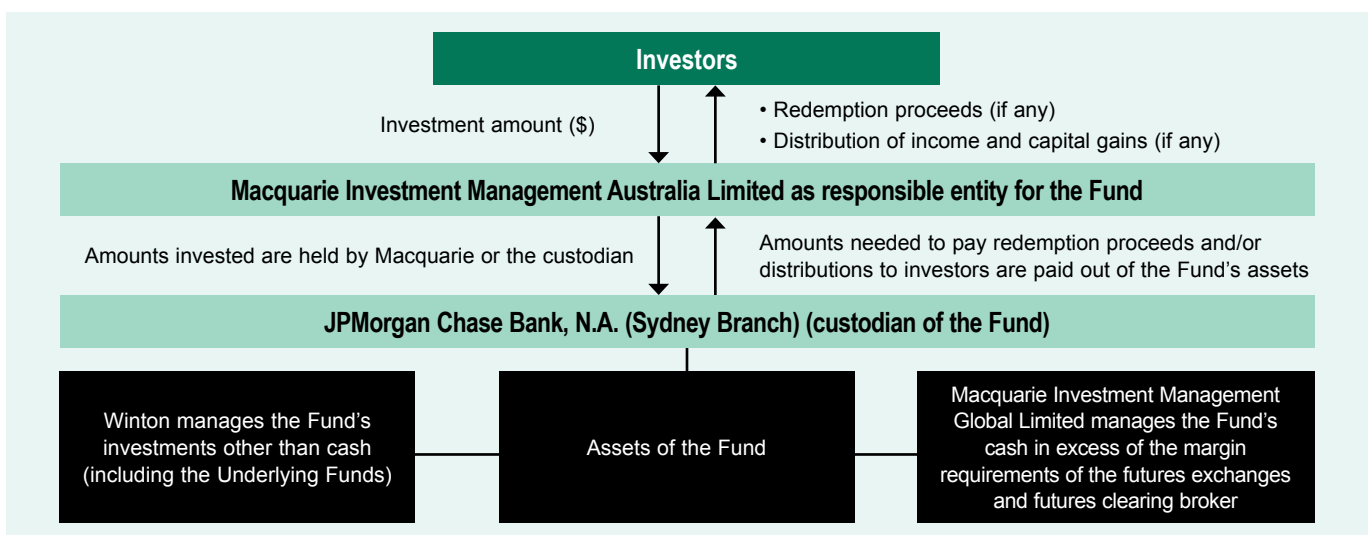 Investors
Investment amount ($)
• Redemption proceeds (if any)
• Distribution of income and capital gains (if any)
Macquarie Investment Management Australia Limited as responsible entity for the Fund
Amounts invested are held by Macquarie or the custodian
Amounts needed to pay redemption proceeds and/or
distributions to investors are paid out of the Fund’s assets
JPMorgan Chase Bank, N.A. (Sydney Branch) (custodian of the Fund)
Winton manages the Fund’s
investments other than cash
(including the Underlying Funds)
Assets of the Fund
Macquarie Investment Management
Global Limited manages the Fund’s
cash in excess of the margin
requirements of the futures exchanges
and futures clearing broker